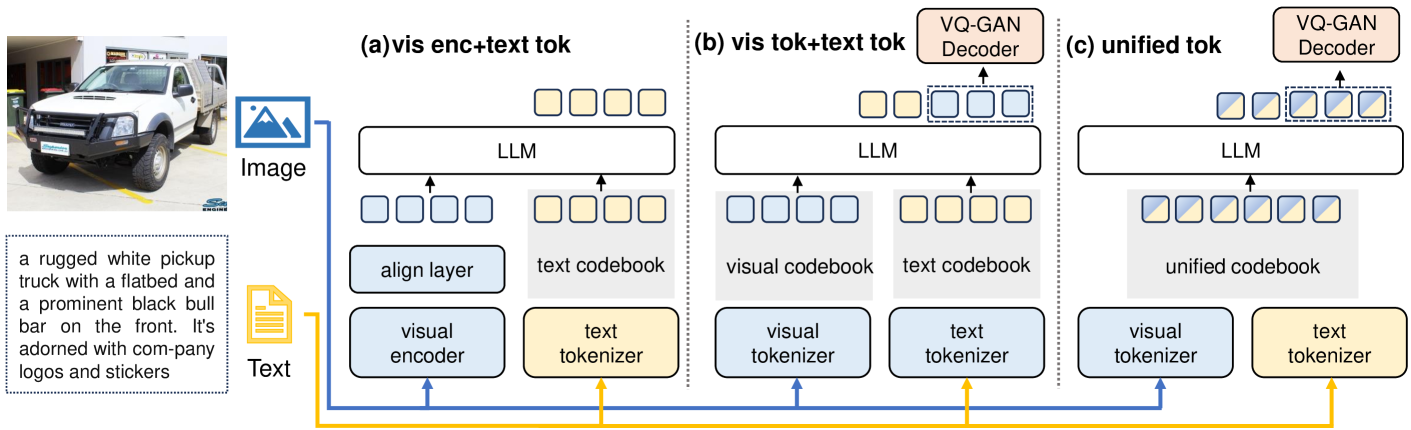 (a) vis enc+text tok
(b) vis tok+text tok
VQ-GAN
Decoder
(c) unified tok
VQ-GAN
Decoder
Image
LLM
LLM
LLM
a rugged white pickup
truck with a flatbed and
a prominent black bull
bar on the front. It's
adorned with com-pany
logos and stickers
Text
align layer
text codebook
visual codebook
text codebook
unified codebook
visual
encoder
text
tokenizer
visual
tokenizer
text
tokenizer
visual
tokenizer
text
tokenizer